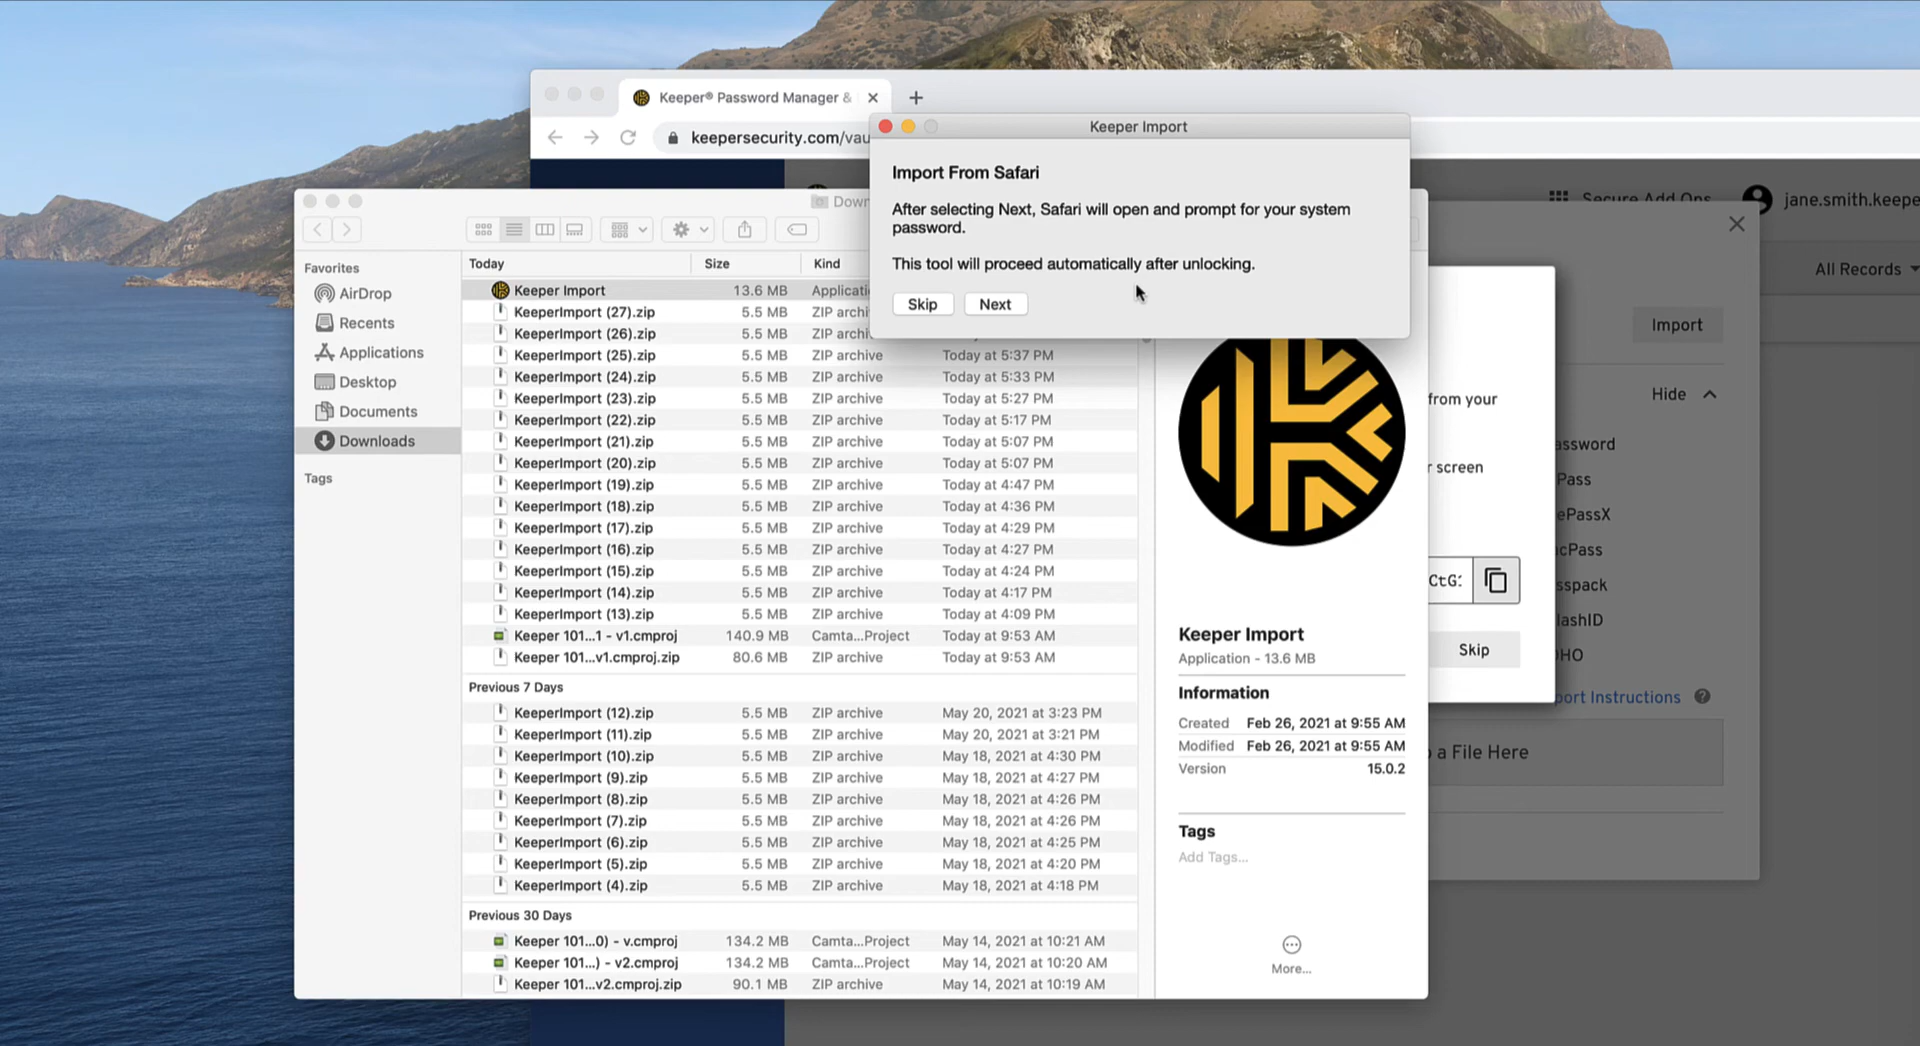 Keeper® Password Manager &
keepersecurity.com/vau
Keeper Import
Import From Safari
After selecting Next, Safari will open and prompt for your system
password.
This tool will proceed automatically after unlocking.
Skip
Next
Secure Add Ons
jane.smith.keepe
All Records
Import
Hide
from your
assword
r screen
Pass
ePassX
cPass
CtG:
sspack
lashID
Skip
HO
port Instructions
a File Here
Down
Favorites
AirDrop
Recents
Applications
Desktop
Documents
Downloads
Tags
Today Size Kind
Keeper Import 13.6 MB Applicati
KeeperImport (27).zip 5.5 MB ZIP archi
KeeperImport (26).zip 5.5 MB ZIP archi
KeeperImport (25).zip 5.5 MB ZIP archive Today at 5:37 PM
KeeperImport (24).zip 5.5 MB ZIP archive Today at 5:33 PM
KeeperImport (23).zip 5.5 MB ZIP archive Today at 5:27 PM
KeeperImport (22).zip 5.5 MB ZIP archive Today at 5:17 PM
KeeperImport (21).zip 5.5 MB ZIP archive Today at 5:07 PM
KeeperImport (20).zip 5.5 MB ZIP archive Today at 5:07 PM
KeeperImport (19).zip 5.5 MB ZIP archive Today at 4:47 PM
KeeperImport (18).zip 5.5 MB ZIP archive Today at 4:36 PM
KeeperImport (17).zip 5.5 MB ZIP archive Today at 4:29 PM
KeeperImport (16).zip 5.5 MB ZIP archive Today at 4:27 PM
KeeperImport (15).zip 5.5 MB ZIP archive Today at 4:24 PM
KeeperImport (14).zip 5.5 MB ZIP archive Today at 4:17 PM
KeeperImport (13).zip 5.5 MB ZIP archive Today at 4:09 PM
Keeper 101...1 - v1.cmproj 140.9 MB Camta...Project Today at 9:53 AM
Keeper 101...v1.cmproj.zip 80.6 MB ZIP archive Today at 9:53 AM
Previous 7 Days
KeeperImport (12).zip 5.5 MB ZIP archive May 20, 2021 at 3:23 PM
KeeperImport (11).zip 5.5 MB ZIP archive May 20, 2021 at 3:21 PM
KeeperImport (10).zip 5.5 MB ZIP archive May 18, 2021 at 4:30 PM
KeeperImport (9).zip 5.5 MB ZIP archive May 18, 2021 at 4:27 PM
KeeperImport (8).zip 5.5 MB ZIP archive May 18, 2021 at 4:26 PM
KeeperImport (7).zip 5.5 MB ZIP archive May 18, 2021 at 4:26 PM
KeeperImport (6).zip 5.5 MB ZIP archive May 18, 2021 at 4:25 PM
KeeperImport (5).zip 5.5 MB ZIP archive May 18, 2021 at 4:20 PM
KeeperImport (4).zip 5.5 MB ZIP archive May 18, 2021 at 4:18 PM
Previous 30 Days
Keeper 101...0) - v.cmproj 134.2 MB Camta...Project May 14, 2021 at 10:21 AM
Keeper 101...) - v2.cmproj 134.2 MB Camta...Project May 14, 2021 at 10:20 AM
Keeper 101...v2.cmproj.zip 90.1 MB ZIP archive May 14, 2021 at 10:19 AM
Keeper Import
Application - 13.6 MB
Information
Created Feb 26, 2021 at 9:55 AM
Modified Feb 26, 2021 at 9:55 AM
Version 15.0.2
Tags
Add Tags...
More...